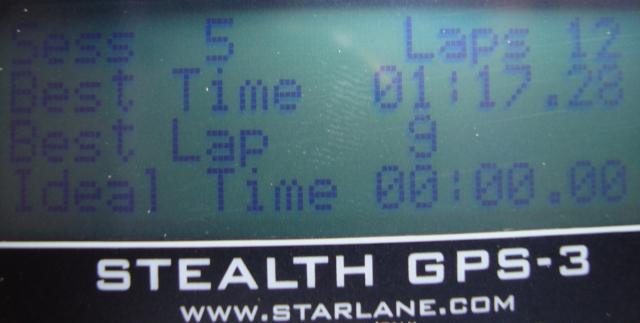 Sess 5 Laps 12
Best Time 01:17.28
Best Lap 9
Ideal Time 00:00.00
STEALTH GPS-3
WWW.STARLANE.COM